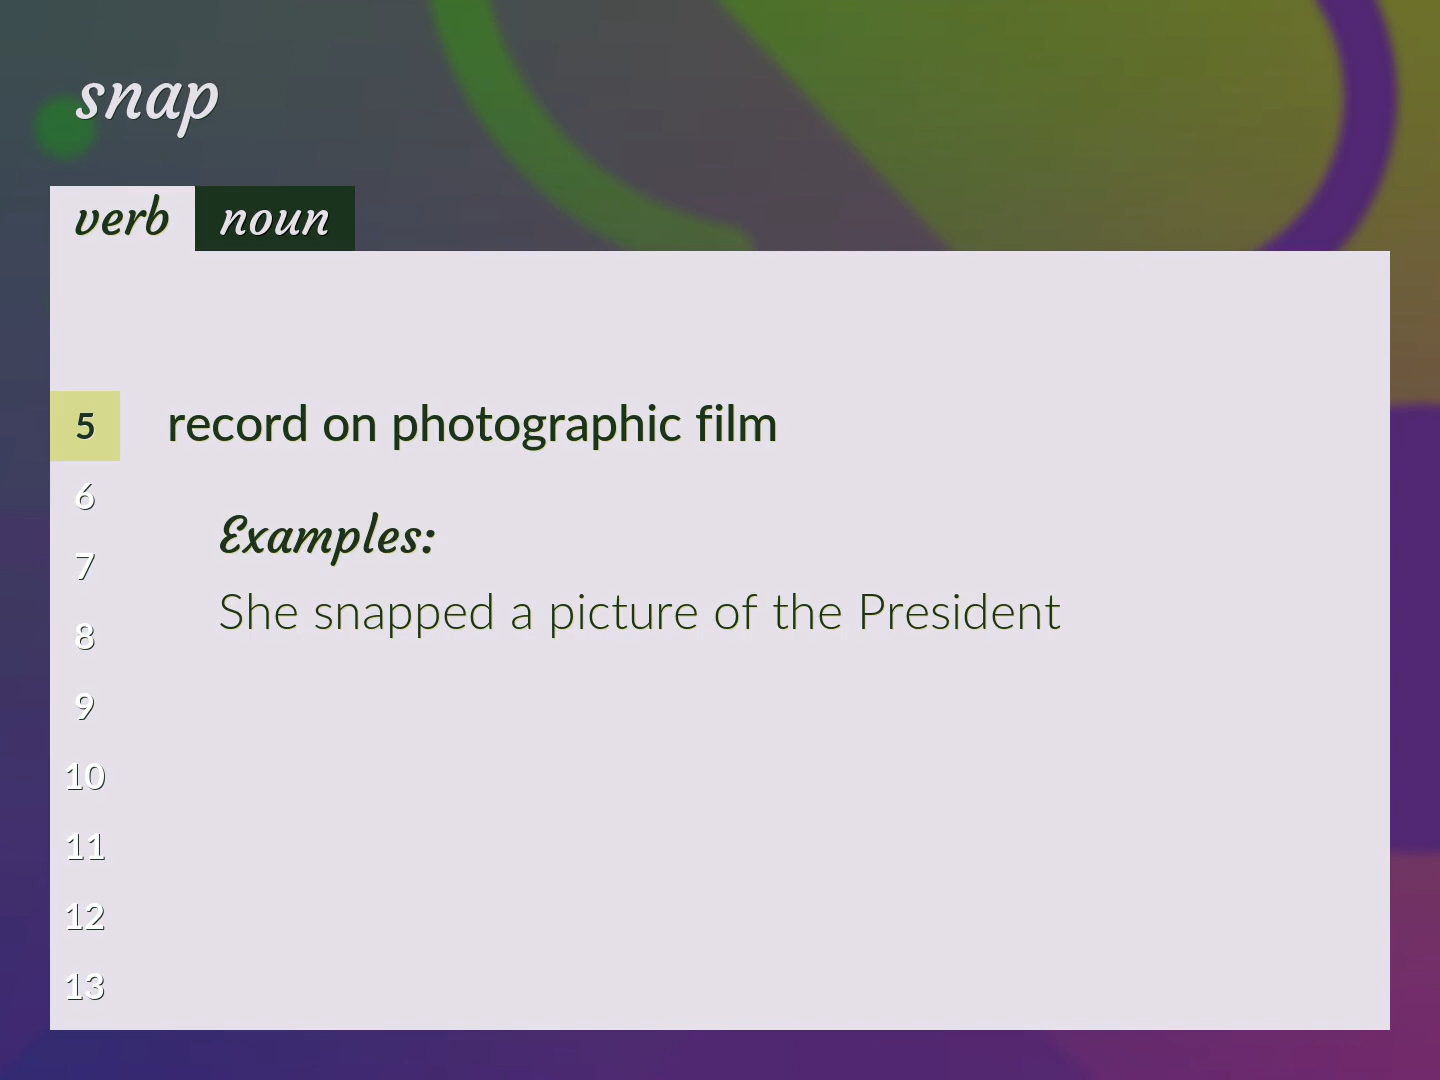 snap
verb noun
5 record on photographic film
6
Examples:
7
She snapped a picture of the President
8
9
10
11
12
13